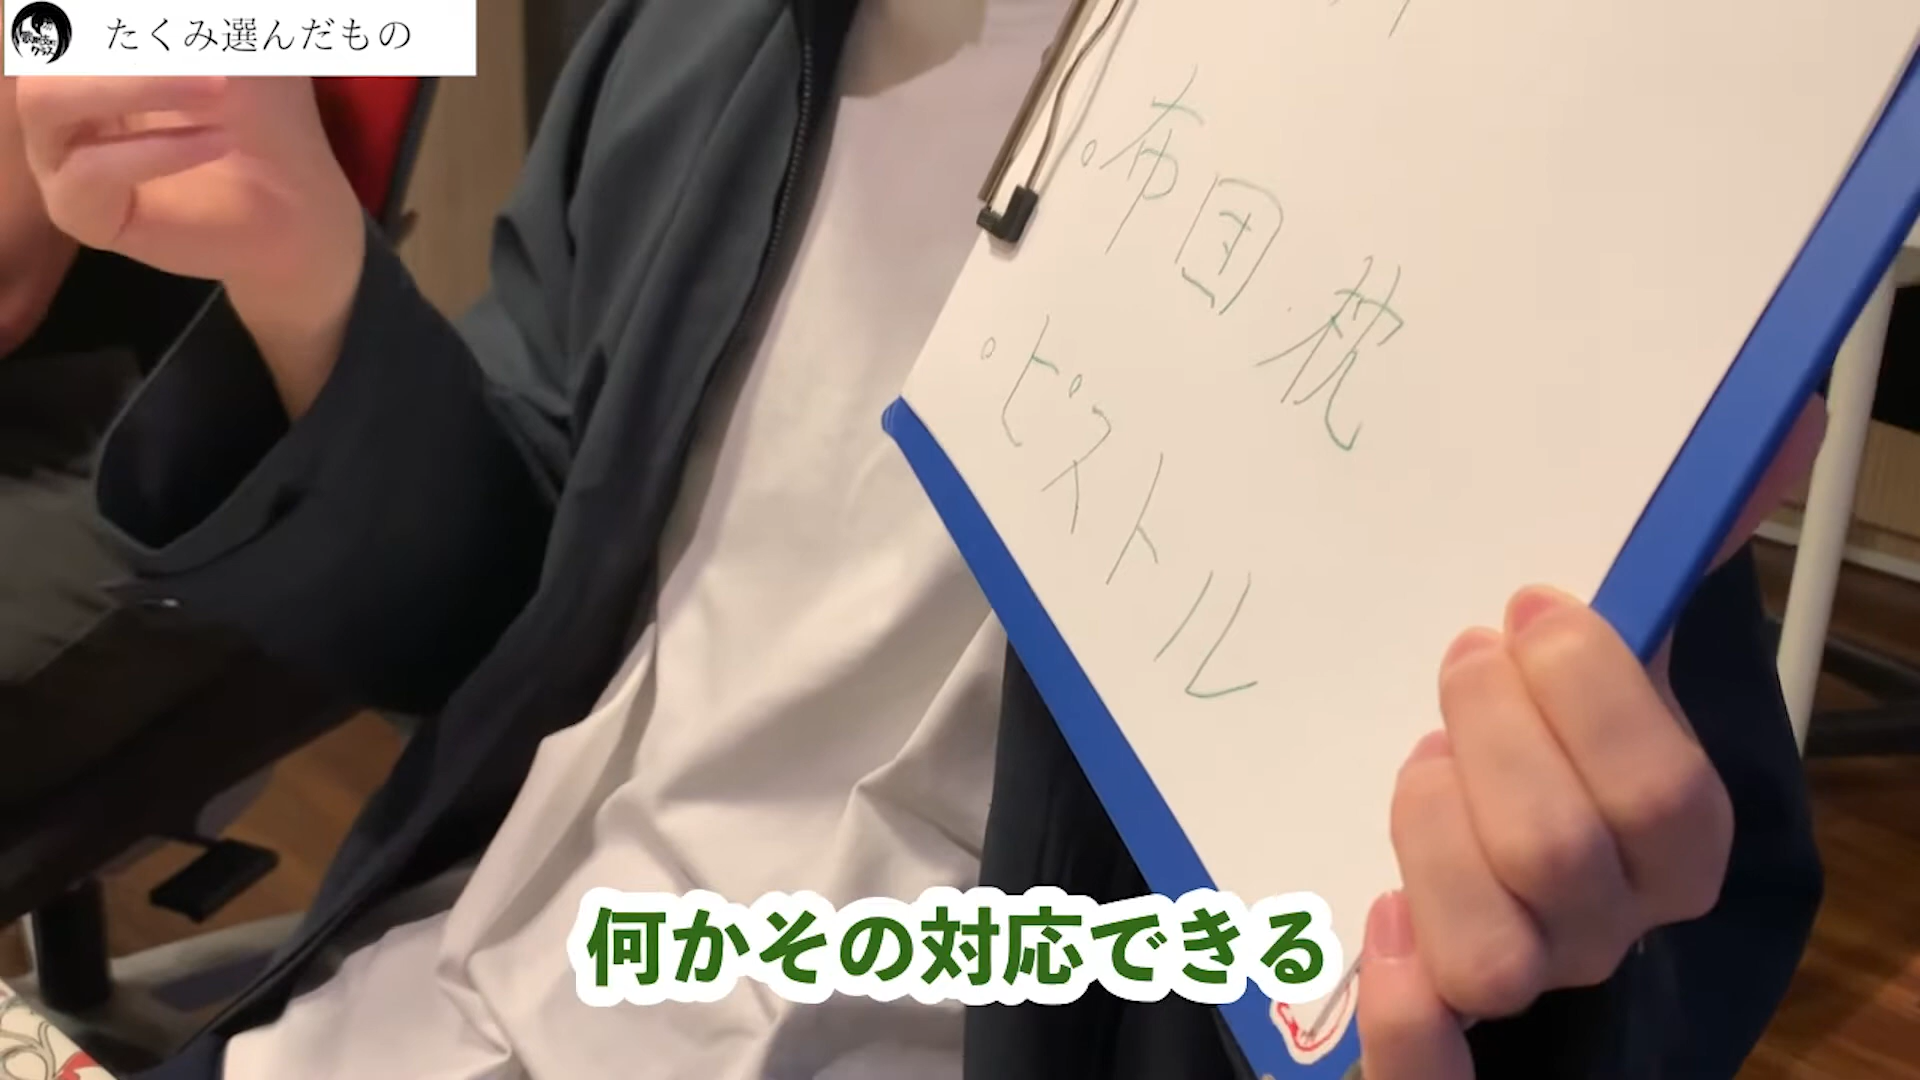 たくみ選んだもの
。布団・枕
。ピストル
何かその対応できる